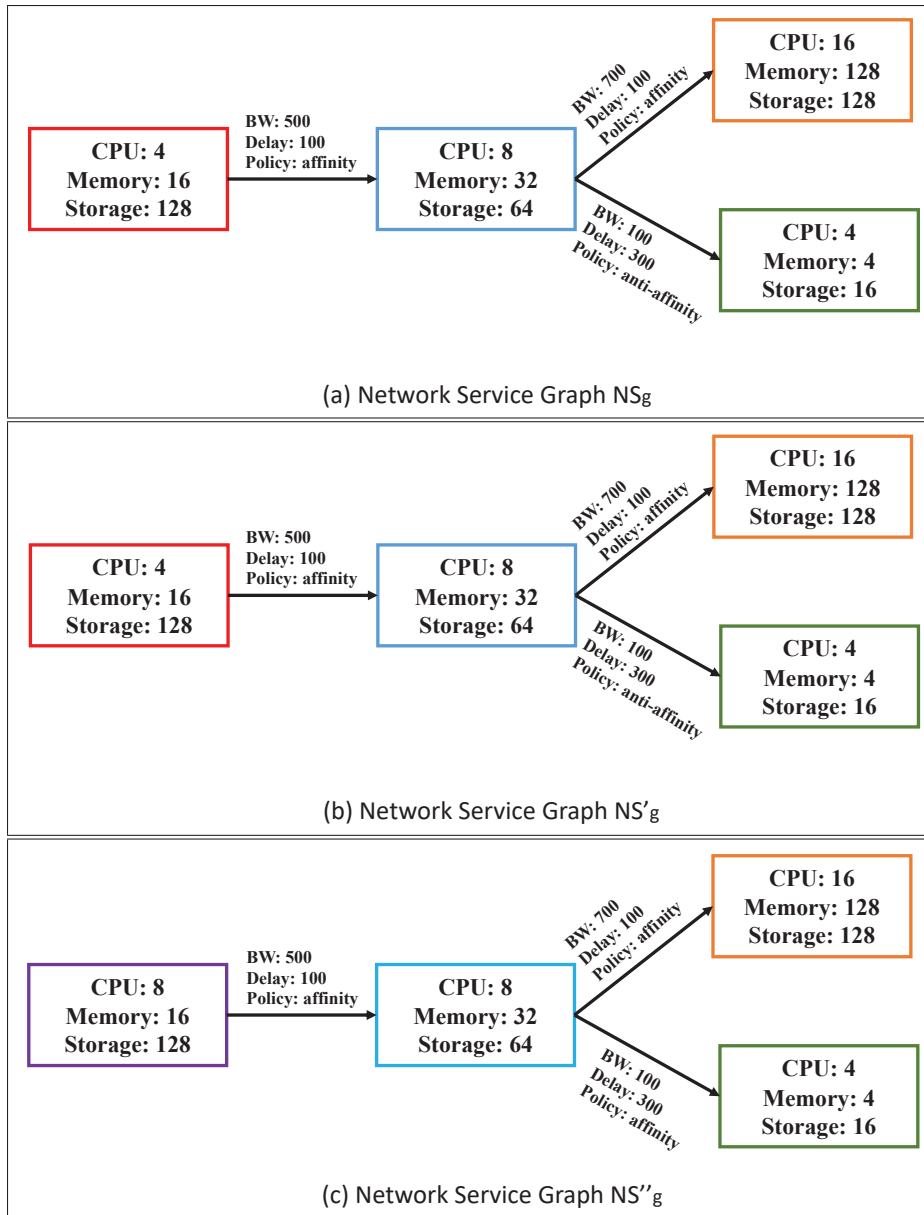 CPU: 4
Memory: 16
Storage: 128
BW: 500
Delay: 100
Policy: affinity
CPU: 8
Memory: 32
Storage: 64
BW: 700
Delay: 100
Policy: affinity
CPU: 16
Memory: 128
Storage: 128
BW: 100
Delay: 300
Policy: anti-affinity
CPU: 4
Memory: 4
Storage: 16
(a) Network Service Graph NSg
CPU: 4
Memory: 16
Storage: 128
BW: 500
Delay: 100
Policy: affinity
CPU: 8
Memory: 32
Storage: 64
BW: 700
Delay: 100
Policy: affinity
CPU: 16
Memory: 128
Storage: 128
BW: 100
Delay: 300
Policy: anti-affinity
CPU: 4
Memory: 4
Storage: 16
(b) Network Service Graph NS'g
CPU: 8
Memory: 16
Storage: 128
BW: 500
Delay: 100
Policy: affinity
CPU: 8
Memory: 32
Storage: 64
BW: 700
Delay: 100
Policy: affinity
CPU: 16
Memory: 128
Storage: 128
BW: 100
Delay: 300
Policy: affinity
CPU: 4
Memory: 4
Storage: 16
(c) Network Service Graph NS''g